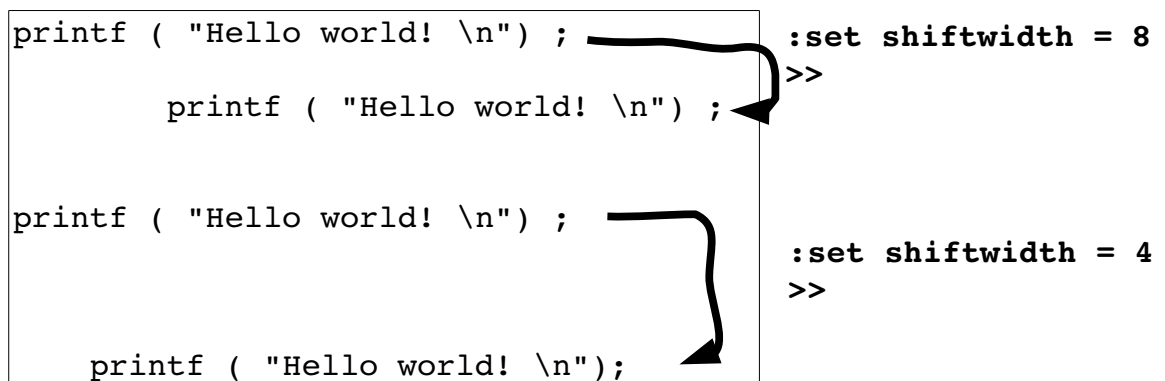 printf ( "Hello world! \n") ;
printf ( "Hello world! \n") ;
:set shiftwidth = 8
>>
printf ( "Hello world! \n") ;
printf ( "Hello world! \n");
:set shiftwidth = 4
>>